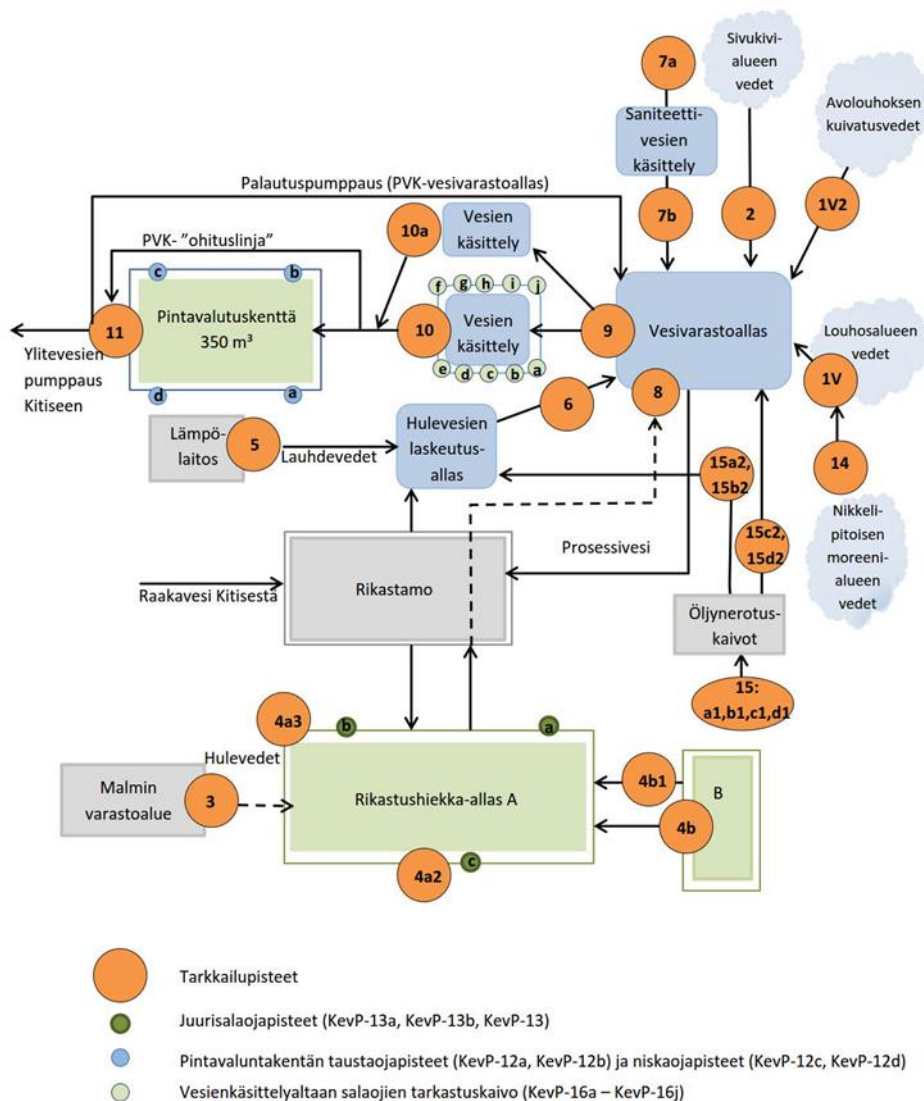 7a
Sivukivi-
alueen
vedet
Avolouhoksen
kuivatusvedet
Saniteetti-
vesien
käsittely
Palautuspumppaus (PVK-vesivarastoallas)
7b
2
1V2
10a
Vesien
käsittely
PVK- "ohituslinja"
c
b
Pintavalutuskenttä
350 m³
d
a
11
Ylitevesien
pumppaus
Kitiseen
f
g
h
i
j
10
Vesien
käsittely
e
d
c
b
a
9
Vesivarastoallas
8
Louhosalueen
vedet
1V
14
Nikkeli-
pitoisen
moreeni-
alueen
vedet
6
Lämpö-
laitos
5
Lauhdevedet
Hulevesien
laskeutus-
allas
15a2,
15b2
15c2,
15d2
Prosessivesi
Raakavesi Kitisestä
Rikastamo
Öljynerotus-
kaivot
15:
a1,b1,c1,d1
4a3
b
a
Hulevedet
Malmin
varastoalue
3
Rikastushiekka-allas A
4b1
B
4b
4a2
c
Tarkkailupisteet
Juurisalaojapisteet (KevP-13a, KevP-13b, KevP-13)
Pintavaluntakentän taustaojapisteet (KevP-12a, KevP-12b) ja niskaojapisteet (KevP-12c, KevP-12d)
Vesienkäsittelyaltaan salaojien tarkastuskaivo (KevP-16a – KevP-16j)